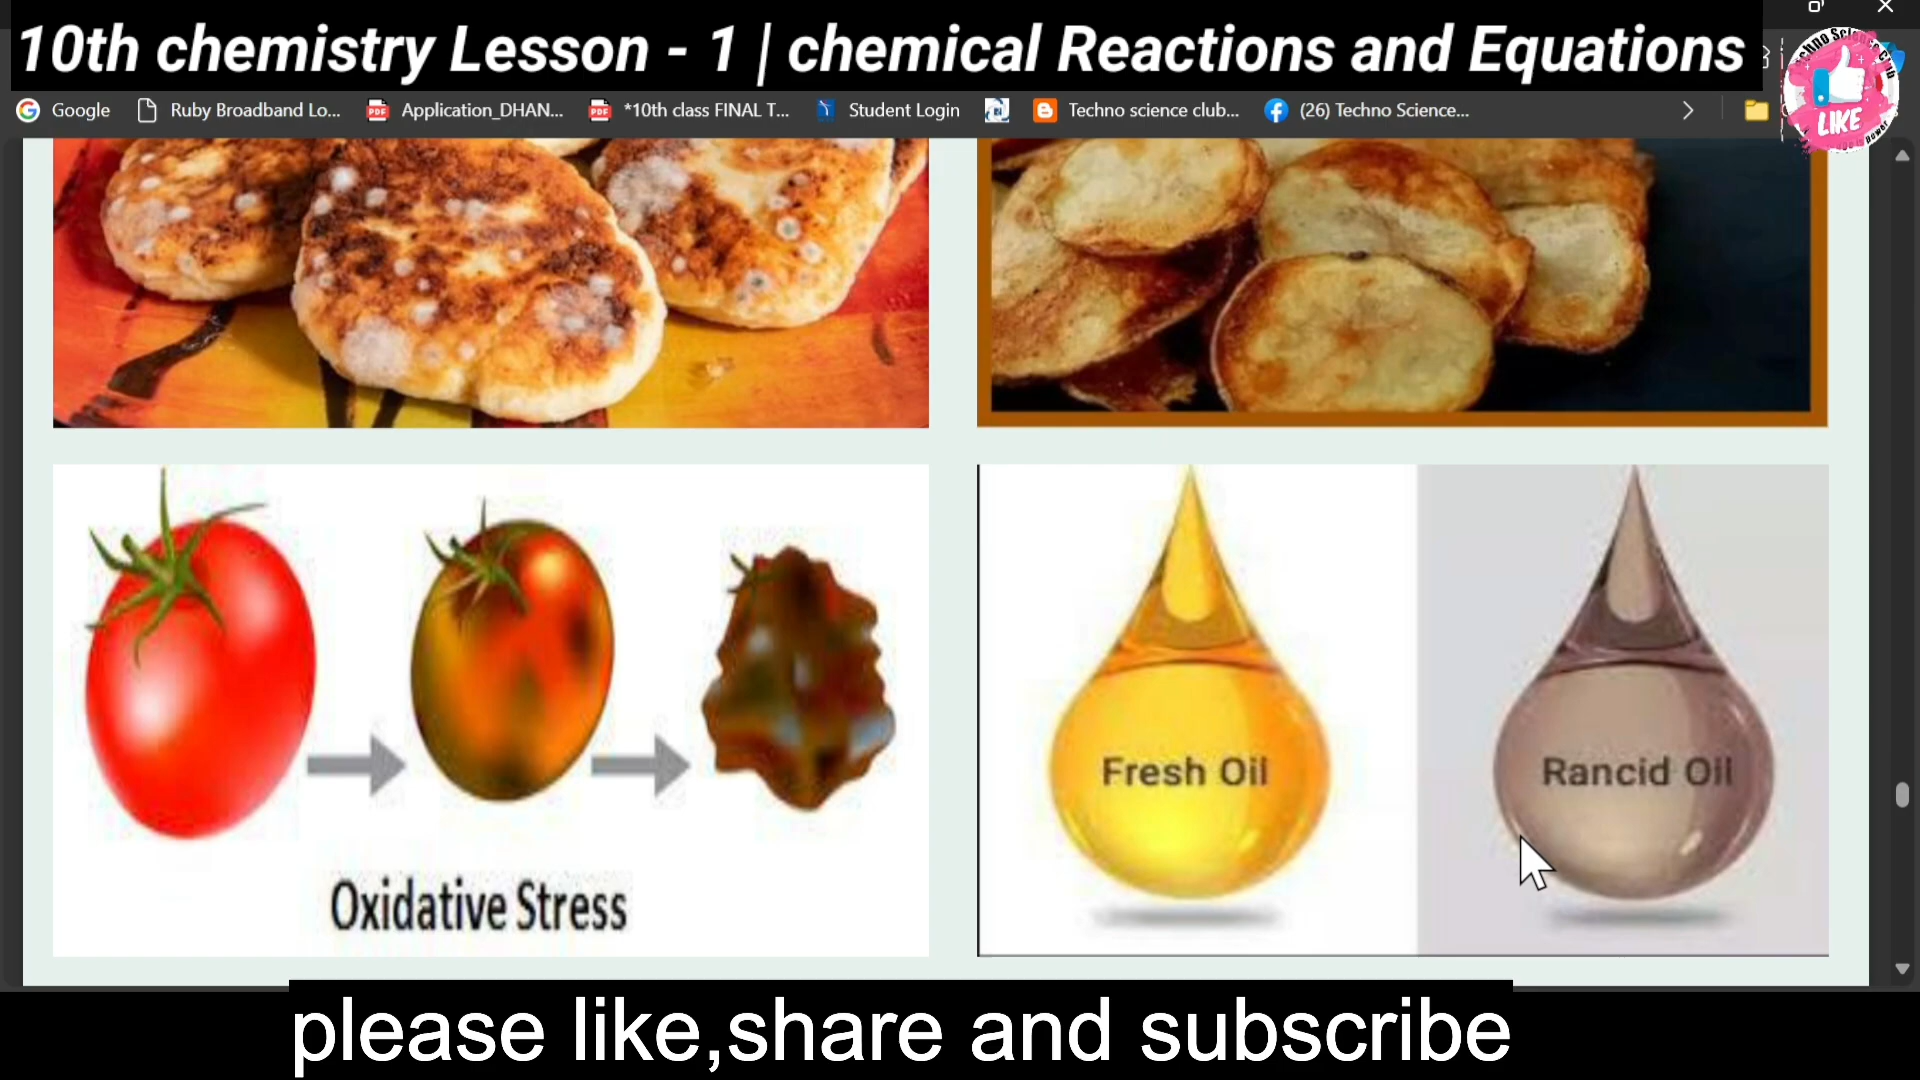 10th chemistry Lesson - 1 | chemical Reactions and Equations
Google
Ruby Broadband Lo...
Application_DHAN...
*10th class FINAL T...
Student Login
Techno science club...
(26) Techno Science...
LIKE
Oxidative Stress
Fresh Oil
Rancid Oil
please like,share and subscribe